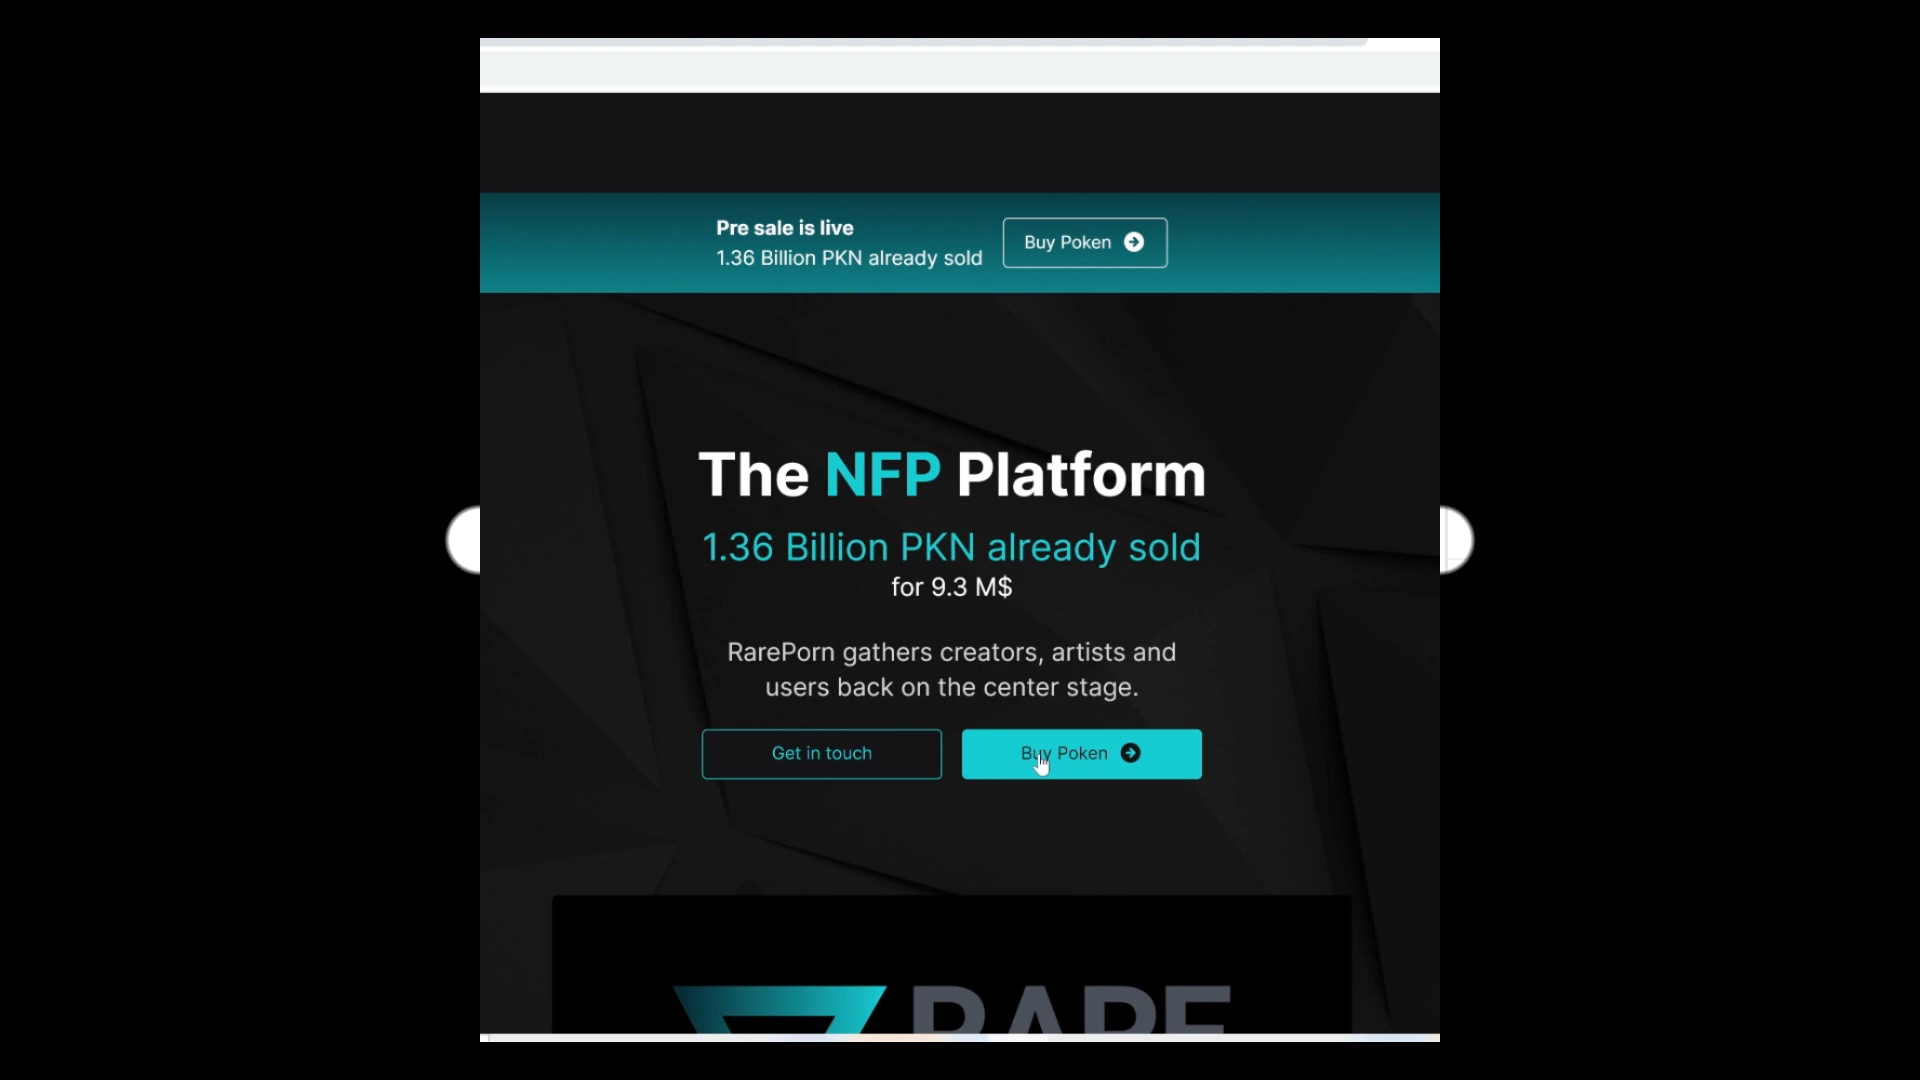 Pre sale is live
1.36 Billion PKN already sold
Buy Poken
The NFP Platform
1.36 Billion PKN already sold
for 9.3 M$
RarePorn gathers creators, artists and
users back on the center stage.
Get in touch
Buy Poken
RARE